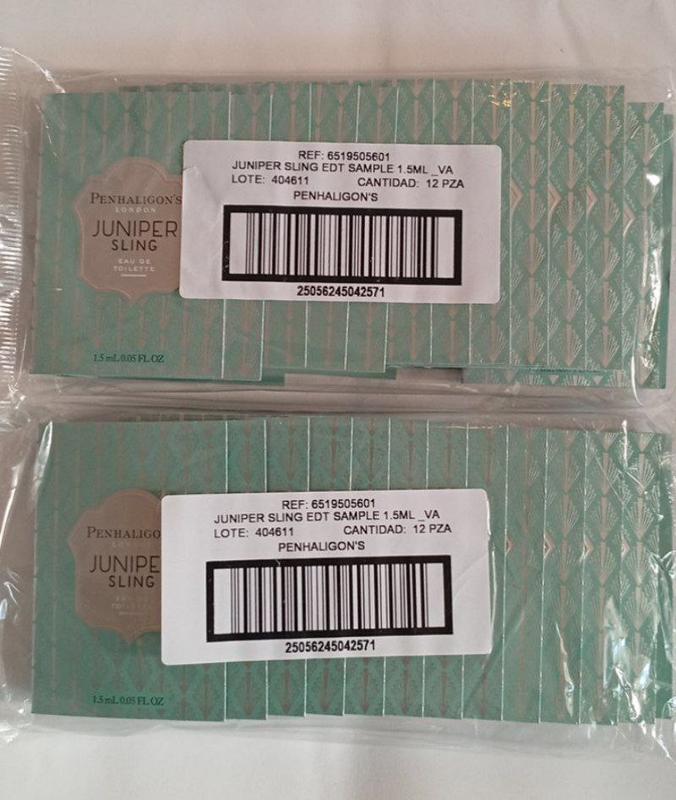 PENHALIGON'S
LONDON
JUNIPER
SLING
EAU DE
TOILETTE
1.5 mL 0.05 FL OZ
REF: 6519505601
JUNIPER SLING EDT SAMPLE 1.5ML _VA
LOTE: 404611 CANTIDAD: 12 PZA
PENHALIGON'S
25056245042571
PENHALIGO
JUNIPE
SLING
1.5 mL 0.05 FL OZ
REF: 6519505601
JUNIPER SLING EDT SAMPLE 1.5ML _VA
LOTE: 404611 CANTIDAD: 12 PZA
PENHALIGON'S
25056245042571